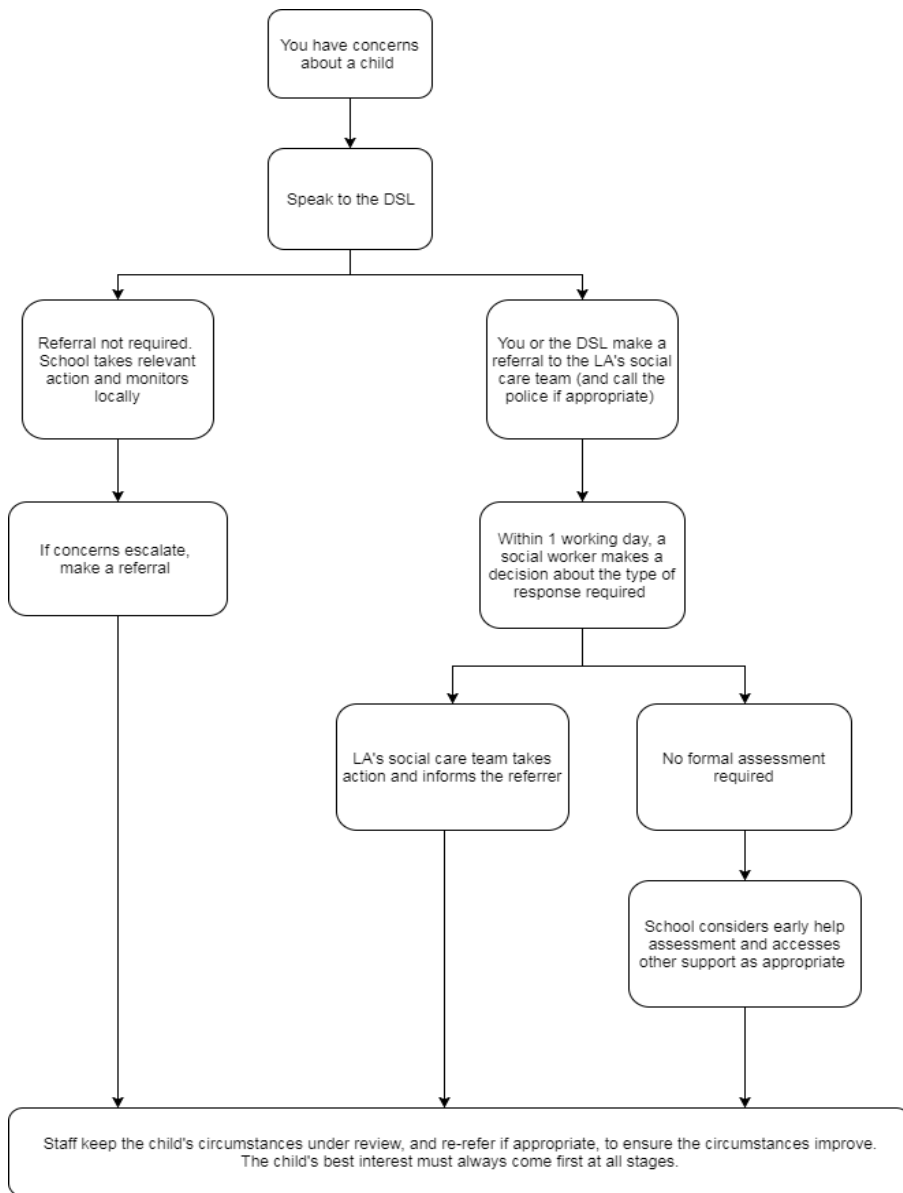 You have concerns
about a child
Speak to the DSL
Referral not required.
School takes relevant
action and monitors
locally
You or the DSL make a
referral to the LA's social
care team (and call the
police if appropriate)
If concerns escalate,
make a referral
Within 1 working day, a
social worker makes a
decision about the type of
response required
LA's social care team takes
action and informs the referrer
No formal assessment
required
School considers early help
assessment and accesses
other support as appropriate
Staff keep the child's circumstances under review, and re-refer if appropriate, to ensure the circumstances improve.
The child's best interest must always come first at all stages.